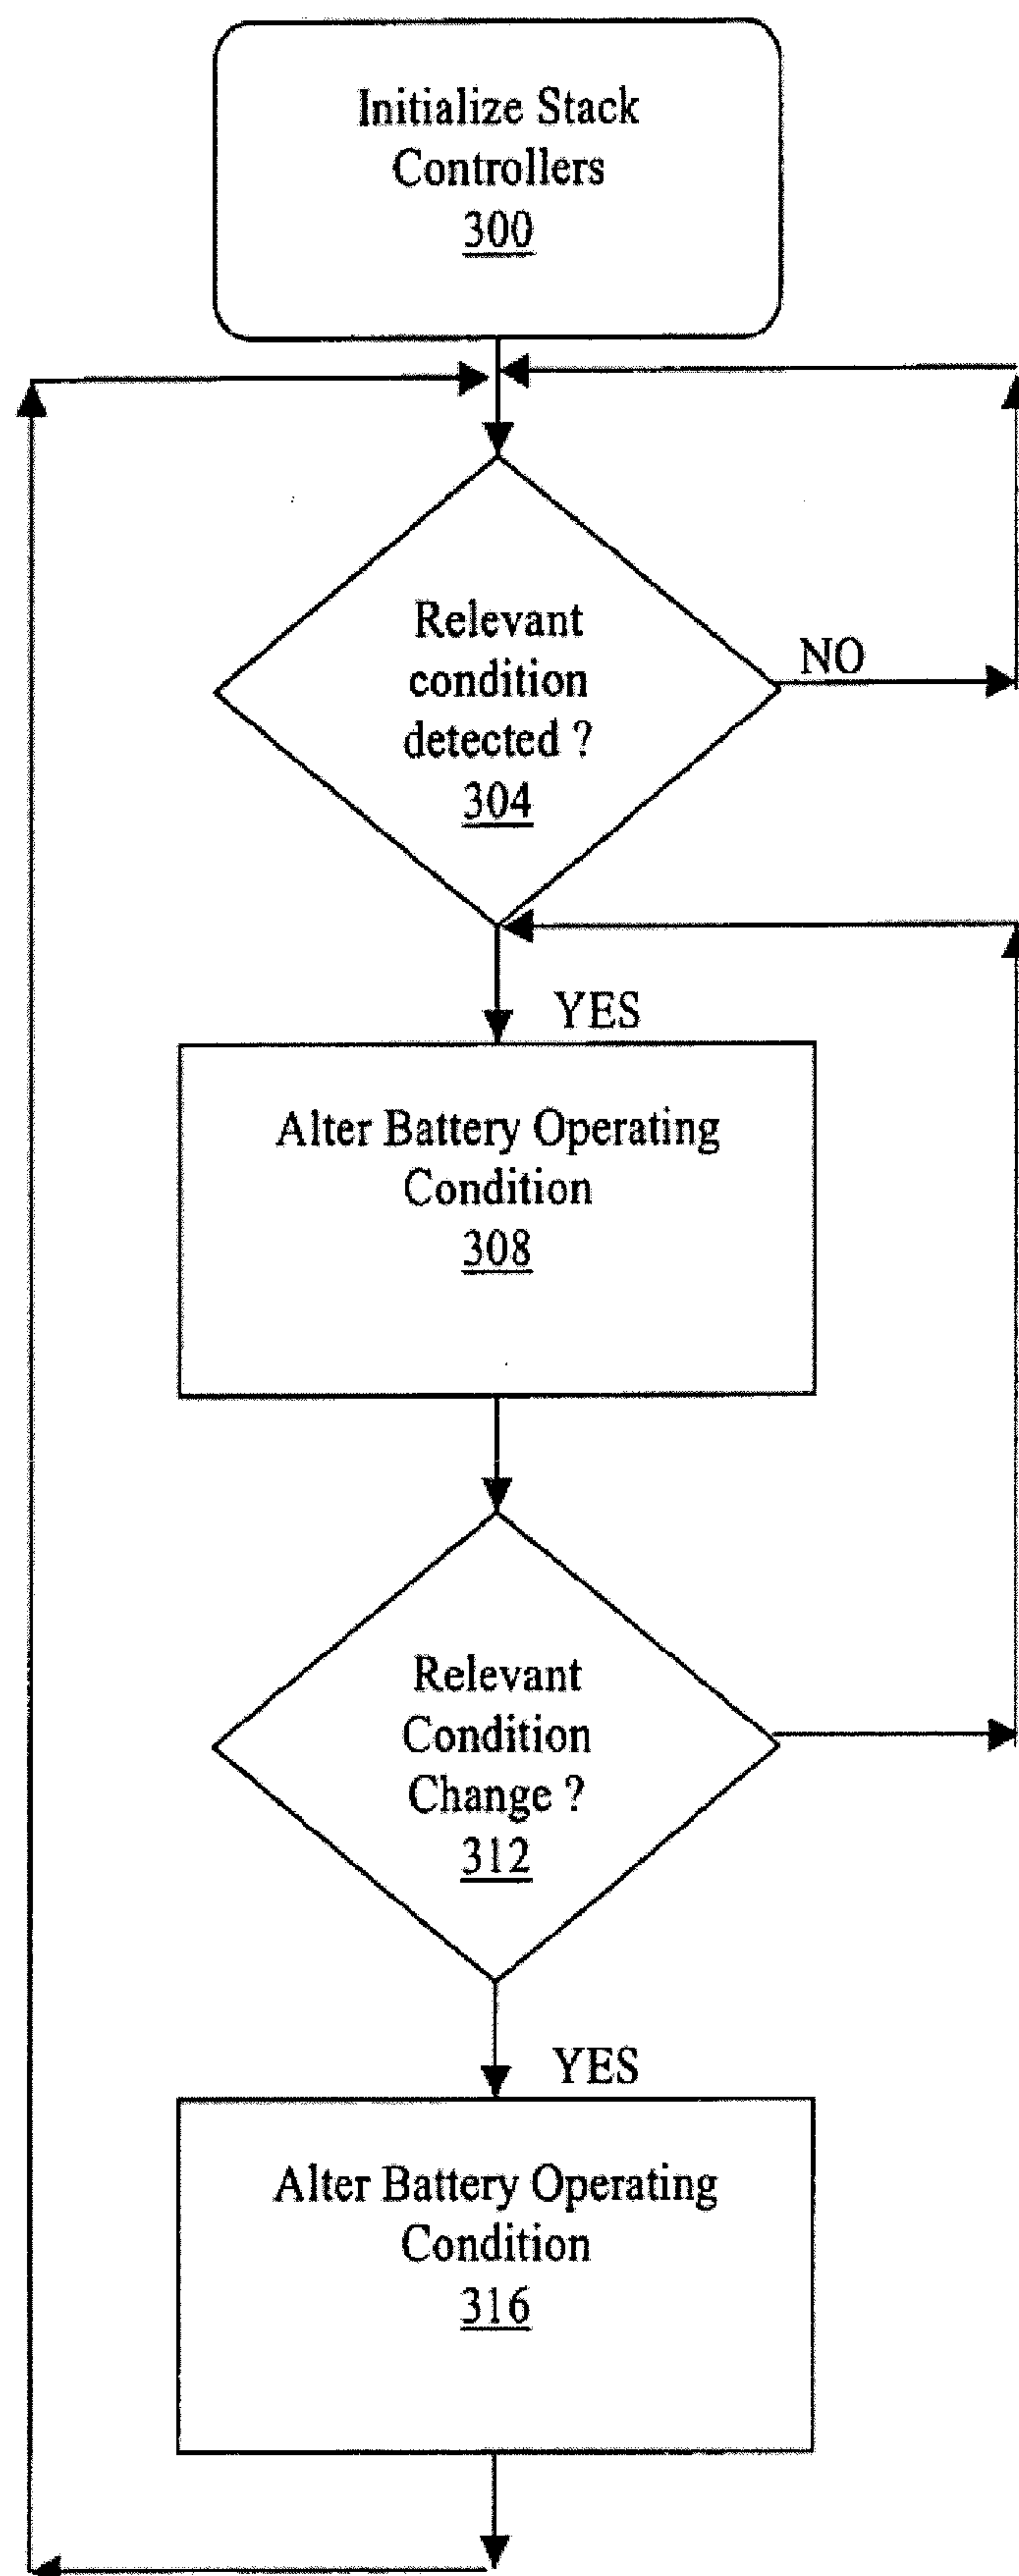 Initialize Stack
Controllers
300
Relevant
condition
detected ?
304
NO
YES
Alter Battery Operating
Condition
308
Relevant
Condition
Change ?
312
YES
Alter Battery Operating
Condition
316